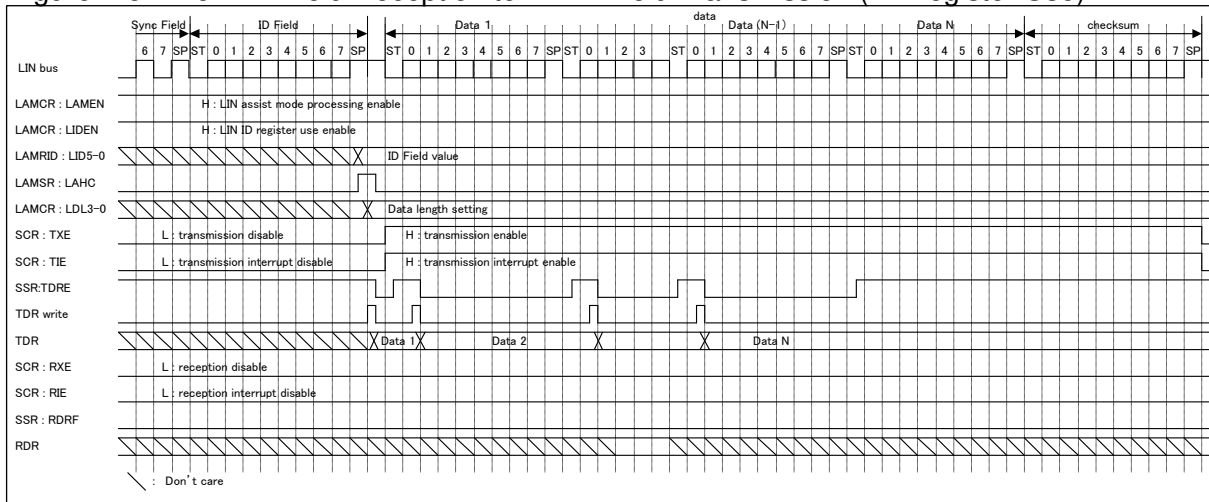 data
Sync Field ID Field Data 1 Data (N-1) Data N checksum
6 7 SP ST 0 1 2 3 4 5 6 7 SP ST 0 1 2 3 4 5 6 7 SP ST 0 1 2 3 ST 0 1 2 3 4 5 6 7 SP ST 0 1 2 3 4 5 6 7 SP ST 0 1 2 3 4 5 6 7 SP
LIN bus
LAMCR : LAMEN H : LIN assist mode processing enable
LAMCR : LIDEN H : LIN ID register use enable
LAMRID : LID5-0 ID Field value
LAMSR : LAHC
LAMCR : LDL3-0 Data length setting
SCR : TXE L : transmission disable H : transmission enable
SCR : TIE L : transmission interrupt disable H : transmission interrupt enable
SSR:TDRE
TDR write
TDR Data 1 Data 2 Data N
SCR : RXE L : reception disable
SCR : RIE L : reception interrupt disable
SSR : RDRF
RDR
: Don't care